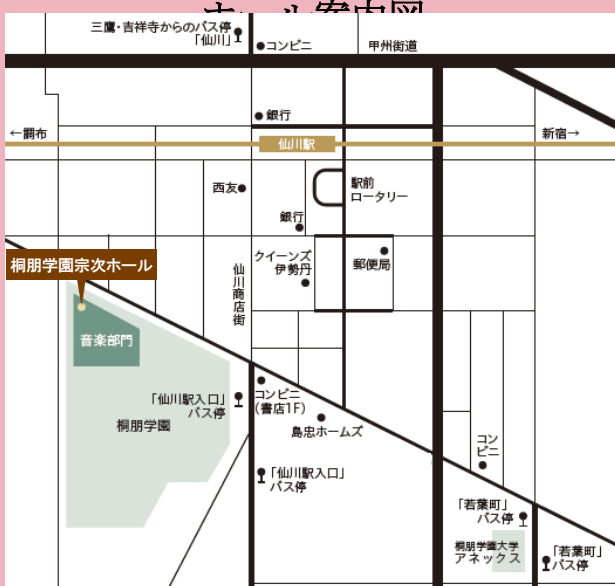 ホール案内図
三鷹・吉祥寺からのバス停
「仙川」
コンビニ
甲州街道
銀行
←調布
新宿→
仙川駅
西友
駅前
ロータリー
銀行
クイーンズ
伊勢丹
郵便局
桐朋学園宗次ホール
仙川商店街
音楽部門
「仙川駅入口」
バス停
コンビニ
(書店1F)
桐朋学園
島忠ホームズ
コン
ビニ
「仙川駅入口」
バス停
「若葉町」
バス停
桐朋学園大学
アネックス
「若葉町」
バス停